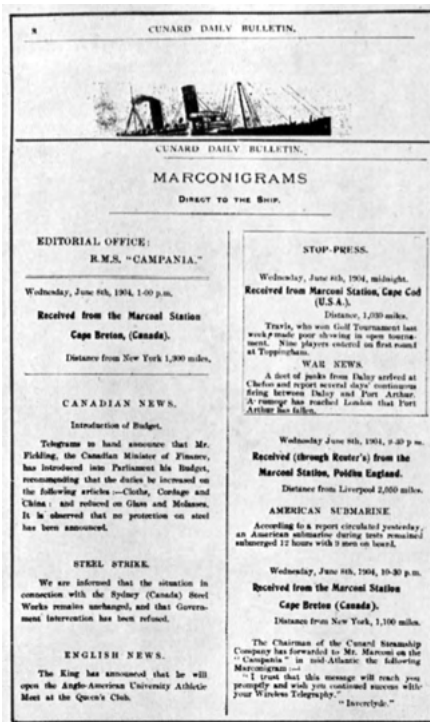 8 CUNARD DAILY BULLETIN.
CUNARD DAILY BULLETIN.
MARCONIGRAMS
DIRECT TO THE SHIP.
EDITORIAL OFFICE:
R.M.S. "CAMPANIA."
Wednesday, June 8th, 1904, 1-00 p.m.
Received from the Marconi Station
Cape Breton, (Canada).
Distance from New York 1,300 miles.
CANADIAN NEWS.
Introduction of Budget.
Telegrams to hand announce that Mr.
Fielding, the Canadian Minister of Finance,
has introduced into Parliament his Budget,
recommending that the duties be increased on
the following articles :—Cloths, Cordage and
China: and reduced on Glass and Molasses.
It is observed that no protection on steel
has been announced.
STEEL STRIKE.
We are informed that the situation in
connection with the Sydney (Canada) Steel
Works remains unchanged, and that Govern-
ment intervention has been refused.
ENGLISH NEWS.
The King has announced that he will
open the Anglo-American University Athletic
Meet at the Queen's Club.
STOP-PRESS.
Wednesday, June 8th, 1904, midnight.
Received from Marconi Station, Cape Cod
(U.S.A.).
Distance, miles.
Travis, who won Golf Tournament last
week, made poor showing in open tourna-
ment. Nine players entered on first round
at Toppingham.
WAR NEWS.
A fleet of junks from Dalny arrived at
Chefoo and report several days' continuous
firing between Dalny and Port Arthur.
A rumour has reached London that Port
Arthur has fallen.
Wednesday June 8th, 1904, p.m.
Received (through Reuter's) from the
Marconi Station, Poldhu England.
Distance from Liverpool miles.
AMERICAN SUBMARINE.
According to a report circulated yesterday,
an American submarine during tests remained
submerged 12 hours with 9 men on board.
Wednesday, June 8th, 1904, 10-30 p.m.
Received from the Marconi Station
Cape Breton (Canada).
Distance from New York, 1,100 miles.
The Chairman of the Cunard Steamship
Company has forwarded to Mr. Marconi on the
"Campania" in mid-Atlantic the following
Marconigram :—
"I trust that this message will reach you
promptly and wish you continued success with
your Wireless Telegraphy."
"Inverclyde."